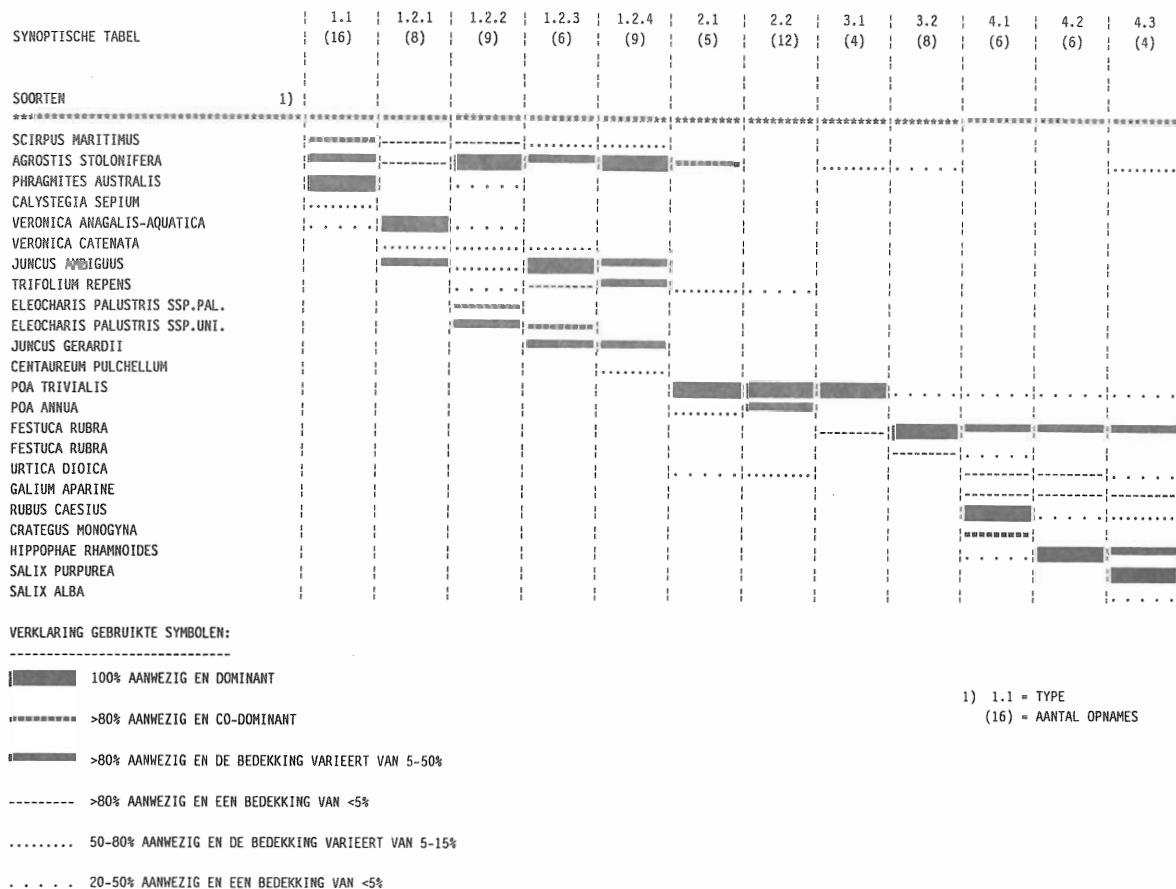 1.1 1.2.1 1.2.2 1.2.3 1.2.4 2.1 2.2 3.1 3.2 4.1 4.2 4.3
SYNOPTISCHE TABEL (16) (8) (9) (6) (9) (5) (12) (4) (8) (6) (6) (4)
SOORTEN 1)
SCIRPUS MARITIMUS
AGROSTIS STOLONIFERA
PHRAGMITES AUSTRALIS
CALYSTEGIA SEPIUM
VERONICA ANAGALIS-AQUATICA
VERONICA CATENATA
JUNCUS AMBIGUUS
TRIFOLIUM REPENS
ELEOCHARIS PALUSTRIS SSP.PAL.
ELEOCHARIS PALUSTRIS SSP.UNI.
JUNCUS GERARDII
CENTAUREUM PULCHELLUM
POA TRIVIALIS
POA ANNUA
FESTUCA RUBRA
FESTUCA RUBRA
URTICA DIOICA
GALIUM APARINE
RUBUS CAESIUS
CRATEGUS MONOGYNA
HIPPOPHAE RHAMNOIDES
SALIX PURPUREA
SALIX ALBA
VERKLARING GEBRUIKTE SYMBOLEN:
100% AANWEZIG EN DOMINANT
>80% AANWEZIG EN CO-DOMINANT
>80% AANWEZIG EN DE BEDEKKING VARIEERT VAN 5-50%
>80% AANWEZIG EN EEN BEDEKKING VAN <5%
50-80% AANWEZIG EN DE BEDEKKING VARIEERT VAN 5-15%
20-50% AANWEZIG EN EEN BEDEKKING VAN <5%
1) 1.1 = TYPE
(16) = AANTAL OPNAMES